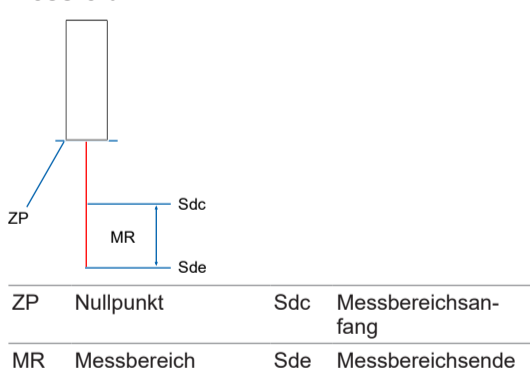 ZP
Sdc
MR
Sde
ZP Nullpunkt Sdc Messbereichsan-
fang
MR Messbereich Sde Messbereichsende